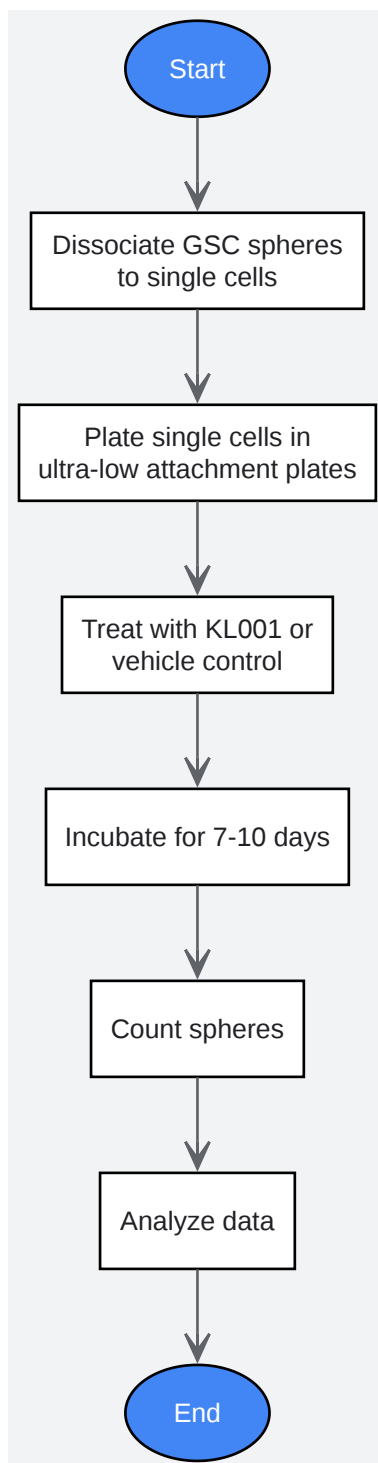 Start
Dissociate GSC spheres
to single cells
Plate single cells in
ultra-low attachment plates
Treat with KL001 or
vehicle control
Incubate for 7-10 days
Count spheres
Analyze data
End